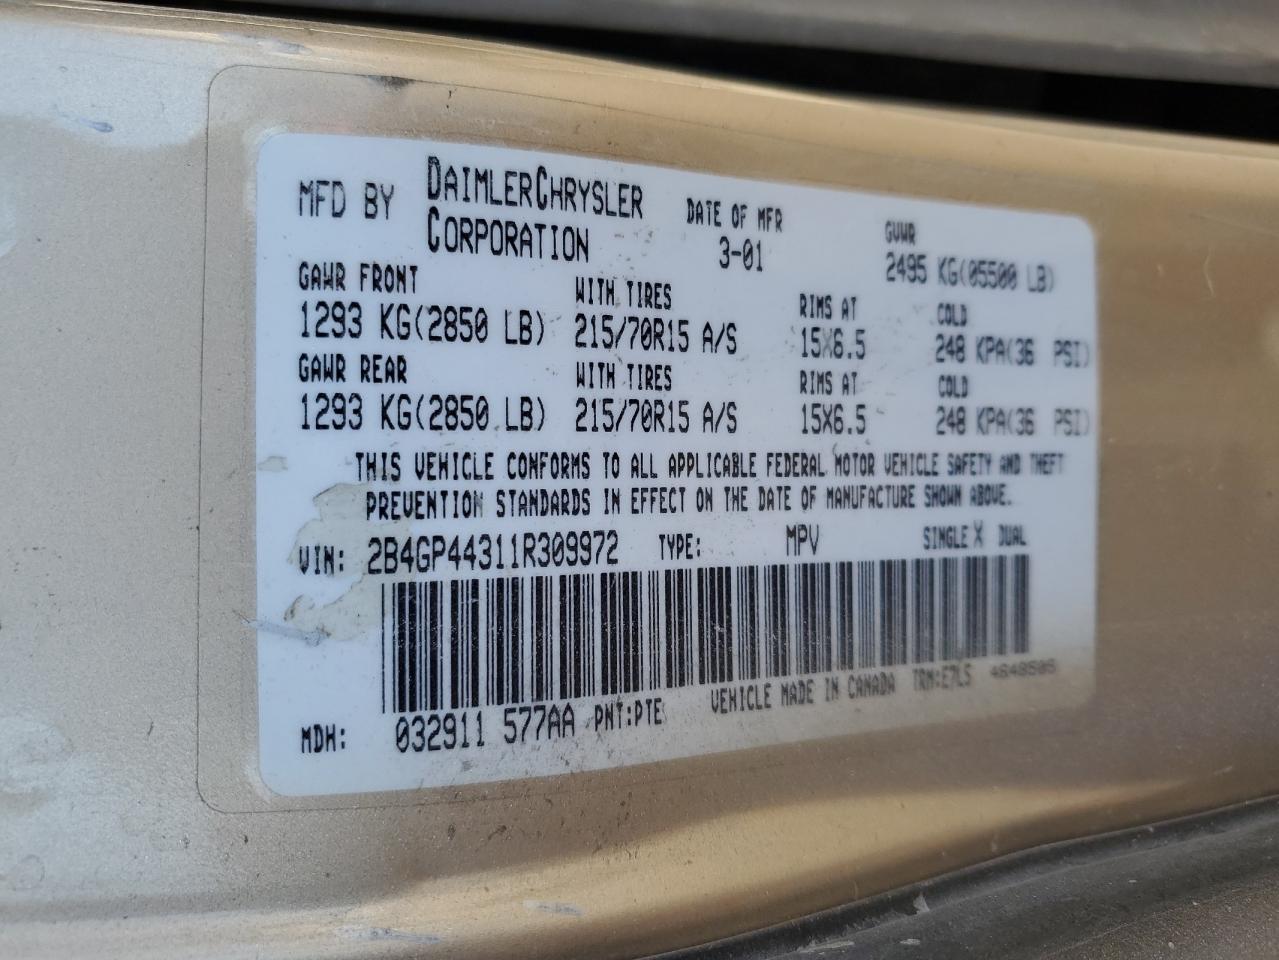 MFD BY DAIMLERCHRYSLER CORPORATION DATE OF MFR 3-01 GVWR 2495 KG(05500 LB)
GAWR FRONT WITH TIRES RIMS AT COLD
1293 KG(2850 LB) 215/70R15 A/S 15X6.5 248 KPA(36 PSI)
GAWR REAR WITH TIRES RIMS AT COLD
1293 KG(2850 LB) 215/70R15 A/S 15X6.5 248 KPA(36 PSI)
THIS VEHICLE CONFORMS TO ALL APPLICABLE FEDERAL MOTOR VEHICLE SAFETY AND THEFT
PREVENTION STANDARDS IN EFFECT ON THE DATE OF MANUFACTURE SHOWN ABOVE.
VIN: 2B4GP44311R309972 TYPE: MPV SINGLE X DUAL
MDH: 032911 577AA PNT:PTE VEHICLE MADE IN CANADA TRM:E7L5 4648505